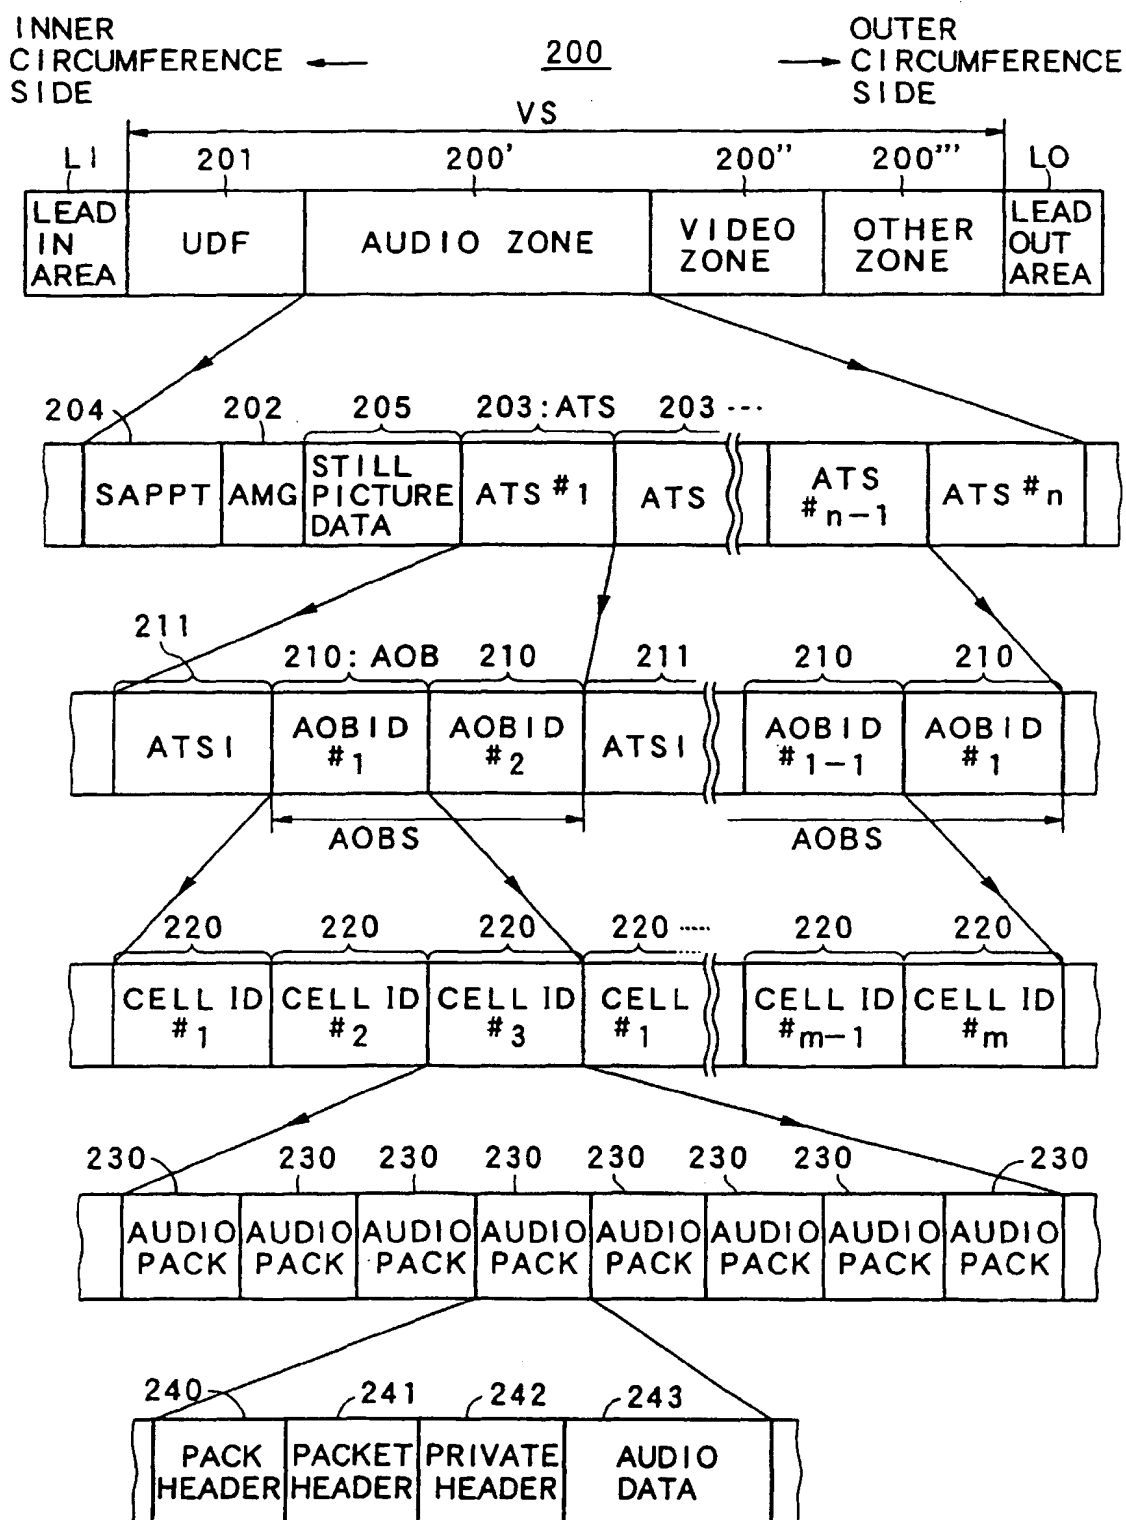 INNER CIRCUMFERENCE SIDE
200
OUTER CIRCUMFERENCE SIDE
VS
LI 201 200' 200'' 200''' LO
LEAD IN AREA
UDF
AUDIO ZONE
VIDEO ZONE
OTHER ZONE
LEAD OUT AREA
204 202 205 203:ATS 203 ...
SAPPT
AMG
STILL PICTURE DATA
ATS #1
ATS
ATS #n-1
ATS #n
211 210: AOB 210 211 210 210
ATSI
AOBID #1
AOBID #2
ATSI
AOBID #1-1
AOBID #1
AOBS AOBS
220 220 220 220 ..... 220 220
CELL ID #1
CELL ID #2
CELL ID #3
CELL #1
CELL ID #m-1
CELL ID #m
230 230 230 230 230 230 230 230
AUDIO PACK
AUDIO PACK
AUDIO PACK
AUDIO PACK
AUDIO PACK
AUDIO PACK
AUDIO PACK
AUDIO PACK
240 241 242 243
PACK HEADER
PACKET HEADER
PRIVATE HEADER
AUDIO DATA